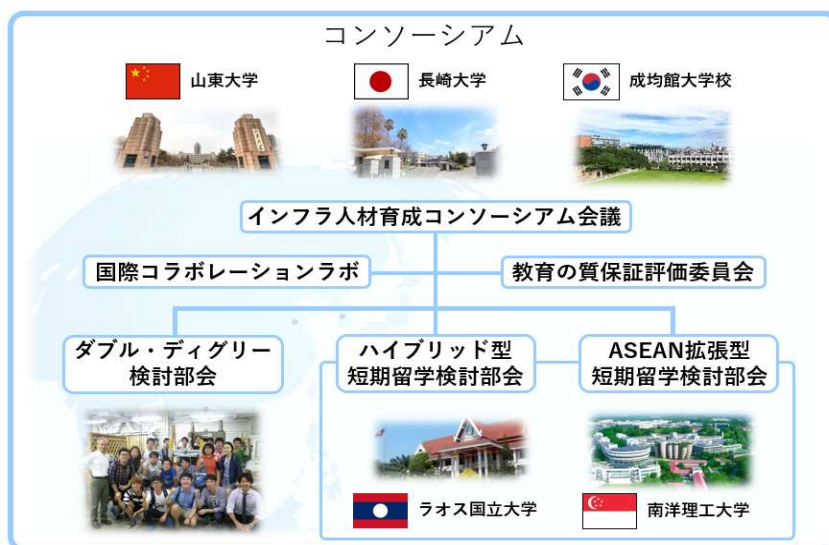 コンソーシアム
山東大学
長崎大学
成均館大学校
インフラ人材育成コンソーシアム会議
国際コラボレーションラボ
教育の質保証評価委員会
ダブル・ディグリー
検討部会
ハイブリッド型
短期留学検討部会
ASEAN拡張型
短期留学検討部会
ラオス国立大学
南洋理工大学